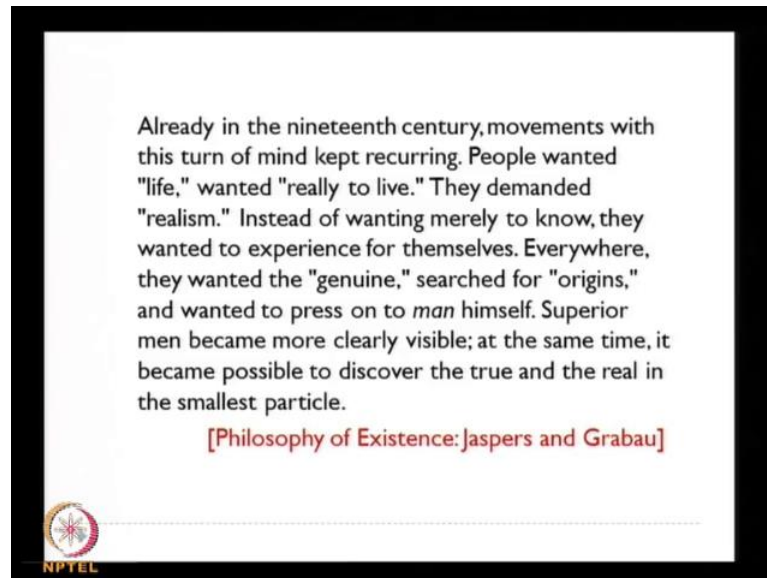 Already in the nineteenth century, movements with
this turn of mind kept recurring. People wanted
"life," wanted "really to live." They demanded
"realism." Instead of wanting merely to know, they
wanted to experience for themselves. Everywhere,
they wanted the "genuine," searched for "origins,"
and wanted to press on to man himself. Superior
men became more clearly visible; at the same time, it
became possible to discover the true and the real in
the smallest particle.
[Philosophy of Existence: Jaspers and Grabau]
NPTEL